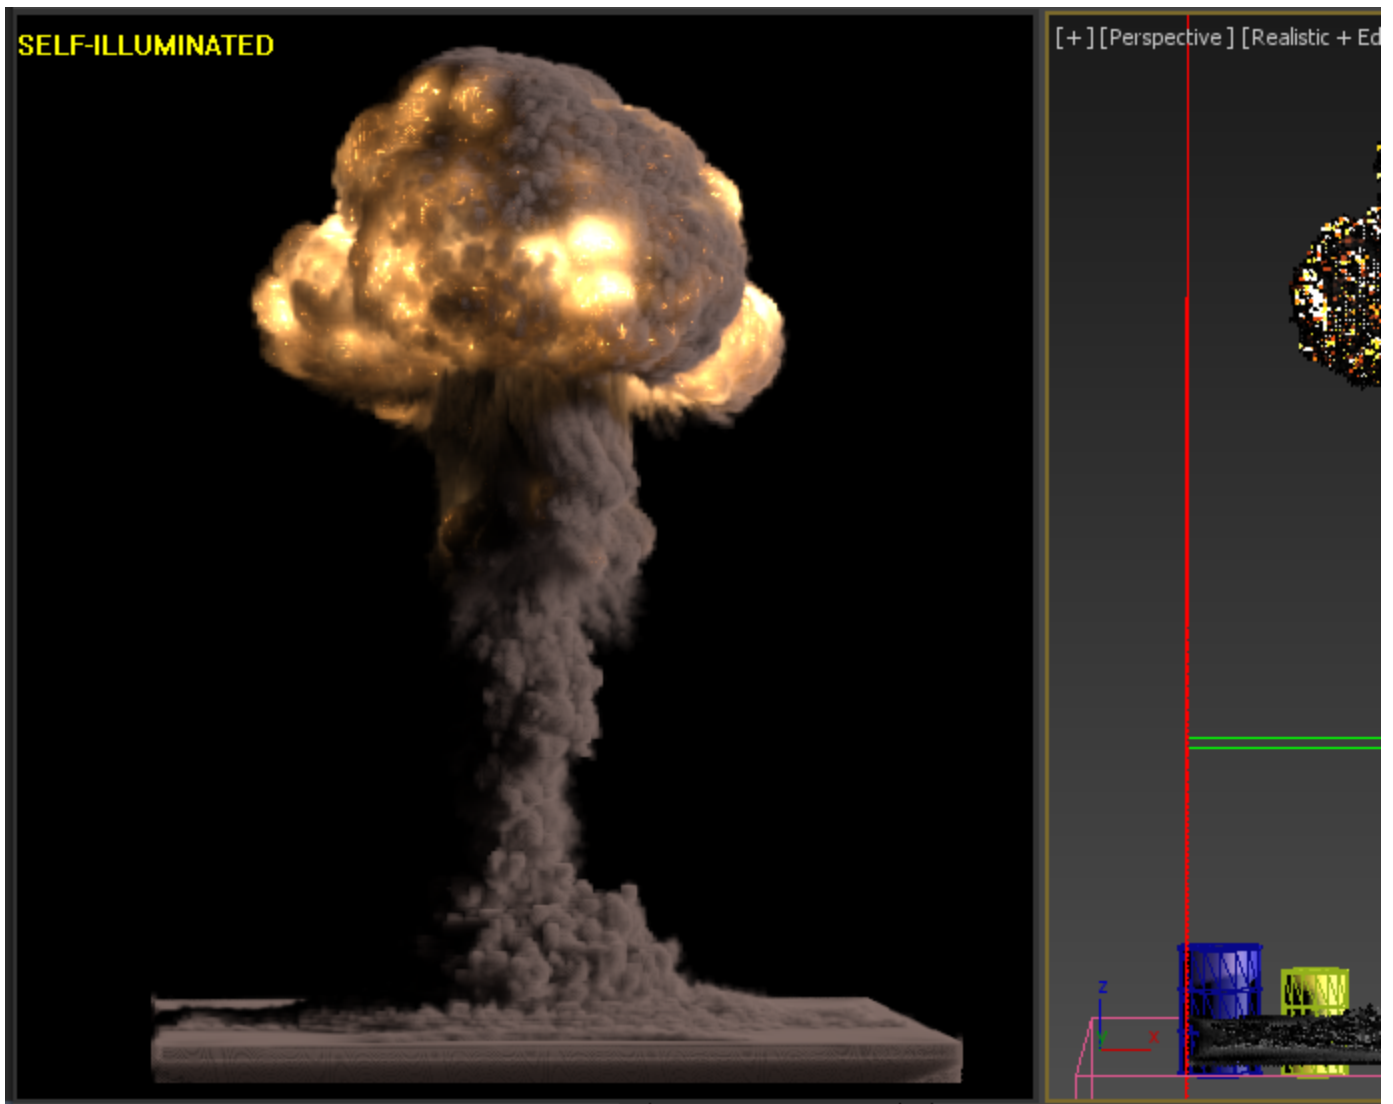 SELF-ILLUMINATED
[+] [Perspective] [Realistic + Ed
z
y
x